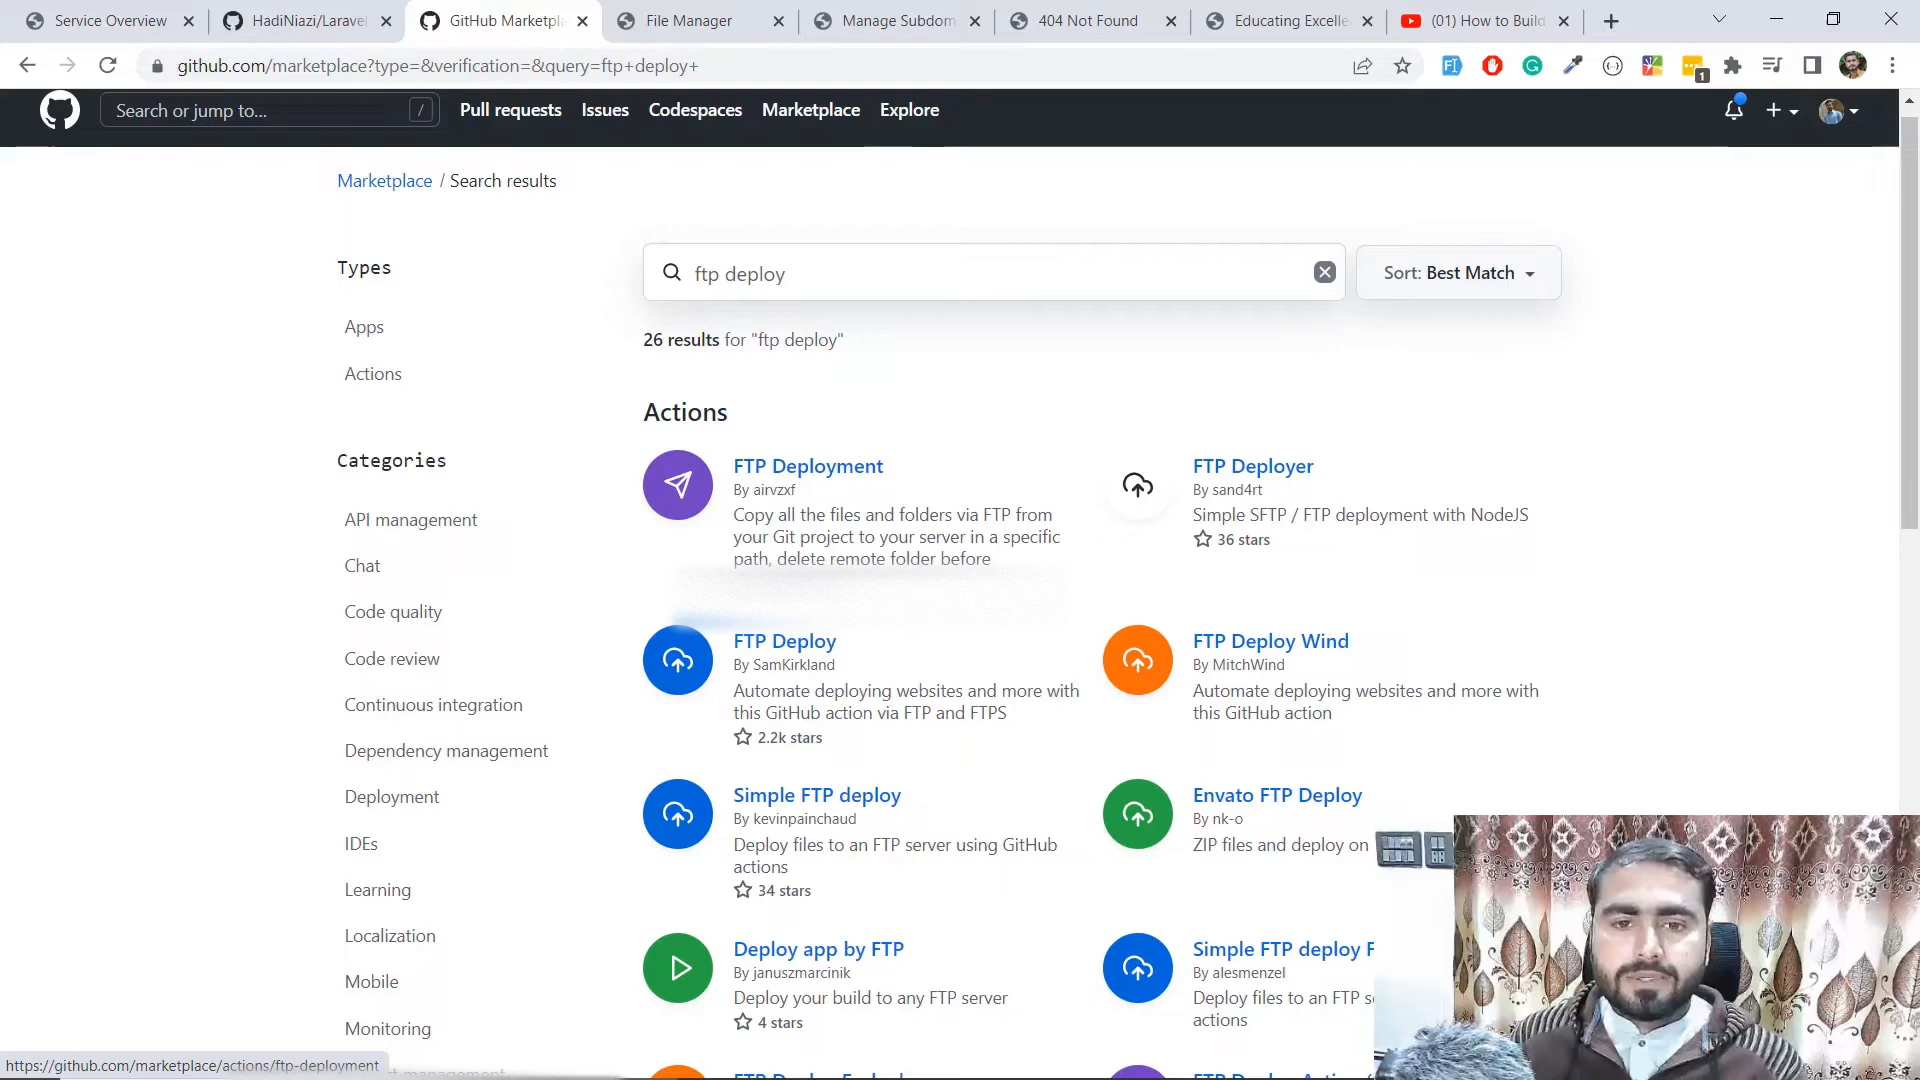 Service Overview
HadiNiazi/Laravel
GitHub Marketpla
File Manager
Manage Subdom
404 Not Found
Educating Excelle
(01) How to Build
github.com/marketplace?type=&verification=&query=ftp+deploy+
1
Search or jump to...
/
Pull requests
Issues
Codespaces
Marketplace
Explore
Marketplace / Search results
Types
Apps
Actions
Categories
API management
Chat
Code quality
Code review
Continuous integration
Dependency management
Deployment
IDEs
Learning
Localization
Mobile
Monitoring
ftp deploy
Sort: Best Match
26 results for "ftp deploy"
Actions
FTP Deployment
By airvzxf
Copy all the files and folders via FTP from
your Git project to your server in a specific
path, delete remote folder before
FTP Deployer
By sand4rt
Simple SFTP / FTP deployment with NodeJS
36 stars
FTP Deploy
By SamKirkland
Automate deploying websites and more with
this GitHub action via FTP and FTPS
2.2k stars
FTP Deploy Wind
By MitchWind
Automate deploying websites and more with
this GitHub action
Simple FTP deploy
By kevinpainchaud
Deploy files to an FTP server using GitHub
actions
34 stars
Envato FTP Deploy
By nk-o
ZIP files and deploy on
Deploy app by FTP
By januszmarcinik
Deploy your build to any FTP server
4 stars
Simple FTP deploy F
By alesmenzel
Deploy files to an FTP s
actions
https://github.com/marketplace/actions/ftp-deployment